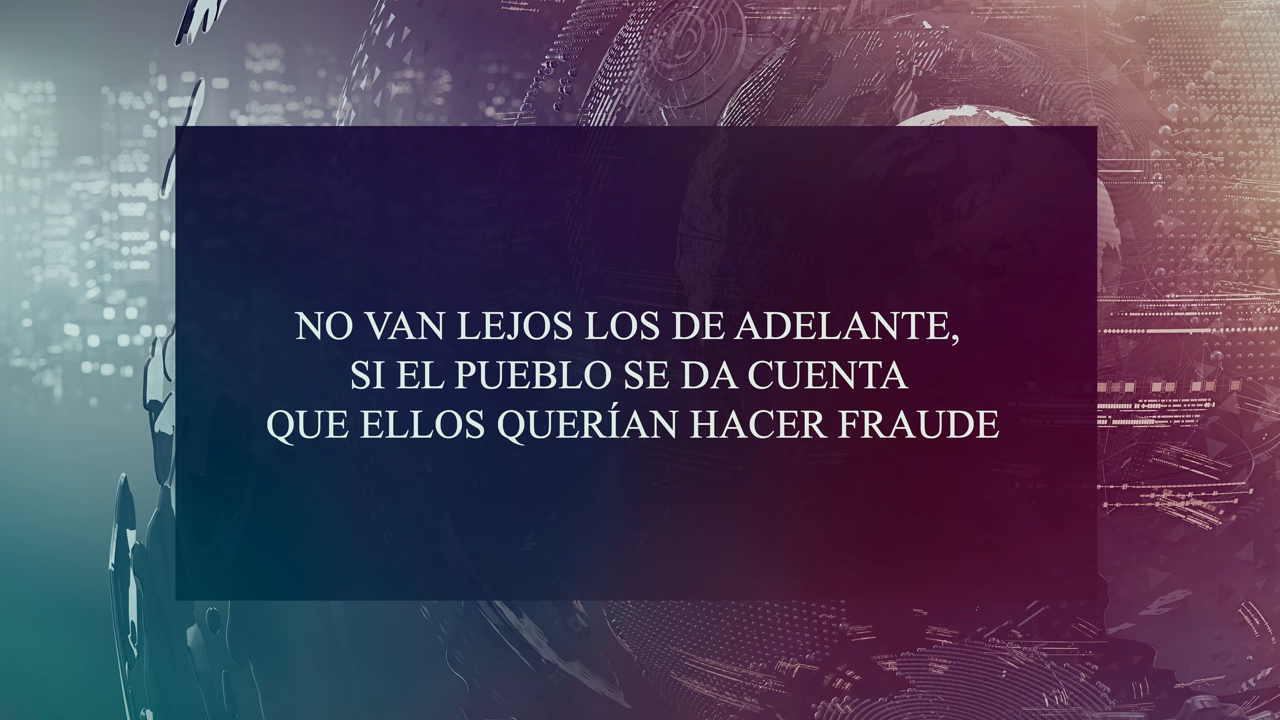 NO VAN LEJOS LOS DE ADELANTE,
SI EL PUEBLO SE DA CUENTA
QUE ELLOS QUERÍAN HACER FRAUDE